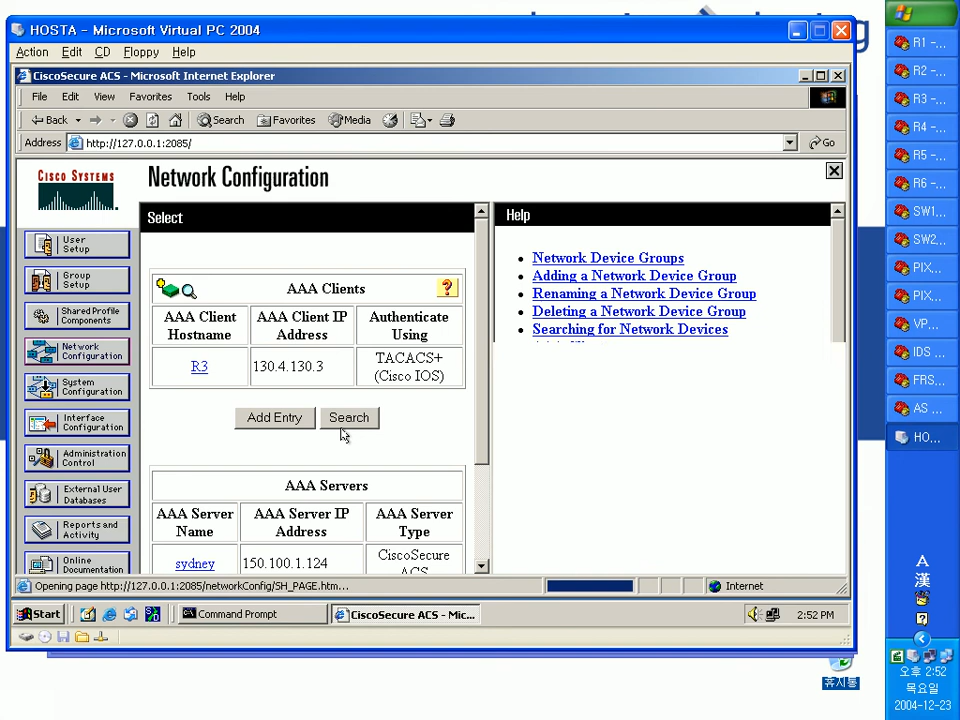 HOSTA - Microsoft Virtual PC 2004
Action Edit CD Floppy Help
CiscoSecure ACS - Microsoft Internet Explorer
File Edit View Favorites Tools Help
Back Search Favorites Media
Address http://127.0.0.1:2085/ Go
CISCO SYSTEMS
Network Configuration
User Setup
Group Setup
Shared Profile Components
Network Configuration
System Configuration
Interface Configuration
Administration Control
External User Databases
Reports and Activity
Online Documentation
Select
AAA Clients
?
AAA Client Hostname
AAA Client IP Address
Authenticate Using
R3
130.4.130.3
TACACS+ (Cisco IOS)
Add Entry
Search
AAA Servers
AAA Server Name
AAA Server IP Address
AAA Server Type
sydney
150.100.1.124
CiscoSecure ACS
Help
Network Device Groups
Adding a Network Device Group
Renaming a Network Device Group
Deleting a Network Device Group
Searching for Network Devices
Opening page http://127.0.0.1:2085/networkConfig/SH_PAGE.htm...
Internet
Start
Command Prompt
CiscoSecure ACS - Mic...
2:52 PM
R1 -...
R2 -...
R3 -...
R4 -...
R5 -...
R6 -...
SW1...
SW2...
PIX...
PIX...
VP...
IDS ...
FRS...
AS ...
HO...
A
漢
?
휴지통
오후 2:52
목요일
2004-12-23